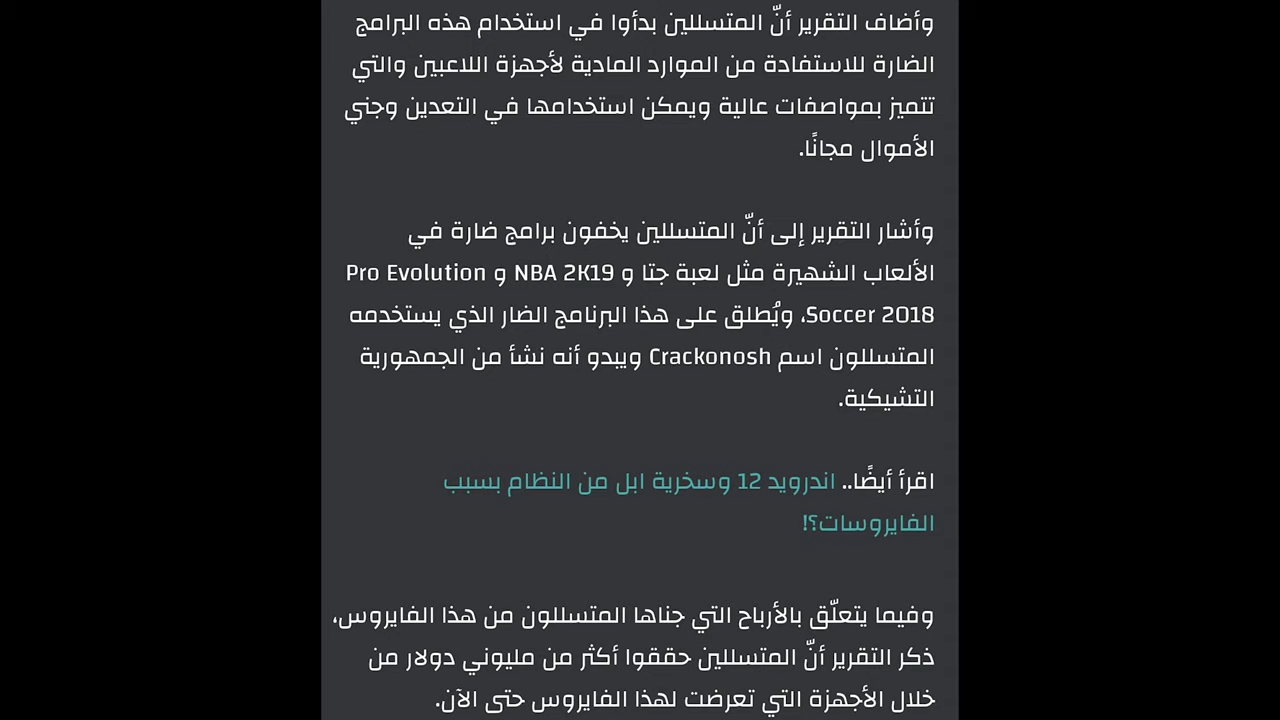 وأضاف التقرير أنّ المتسللين بدأوا في استخدام هذه البرامج
الضارة للاستفادة من الموارد المادية لأجهزة اللاعبين والتي
تتميز بمواصفات عالية ويمكن استخدامها في التعدين وجني
الأموال مجانًا.
وأشار التقرير إلى أنّ المتسللين يخفون برامج ضارة في
الألعاب الشهيرة مثل لعبة جتا و NBA 2K19 و Pro Evolution
Soccer 2018، ويُطلق على هذا البرنامج الضار الذي يستخدمه
المتسللون اسم Crackonosh ويبدو أنه نشأ من الجمهورية
التشيكية.
اقرأ أيضًا.. اندرويد 12 وسخرية ابل من النظام بسبب
الفايروسات؟!
وفيما يتعلّق بالأرباح التي جناها المتسللون من هذا الفايروس،
ذكر التقرير أنّ المتسللين حققوا أكثر من مليوني دولار من
خلال الأجهزة التي تعرضت لهذا الفايروس حتى الآن.